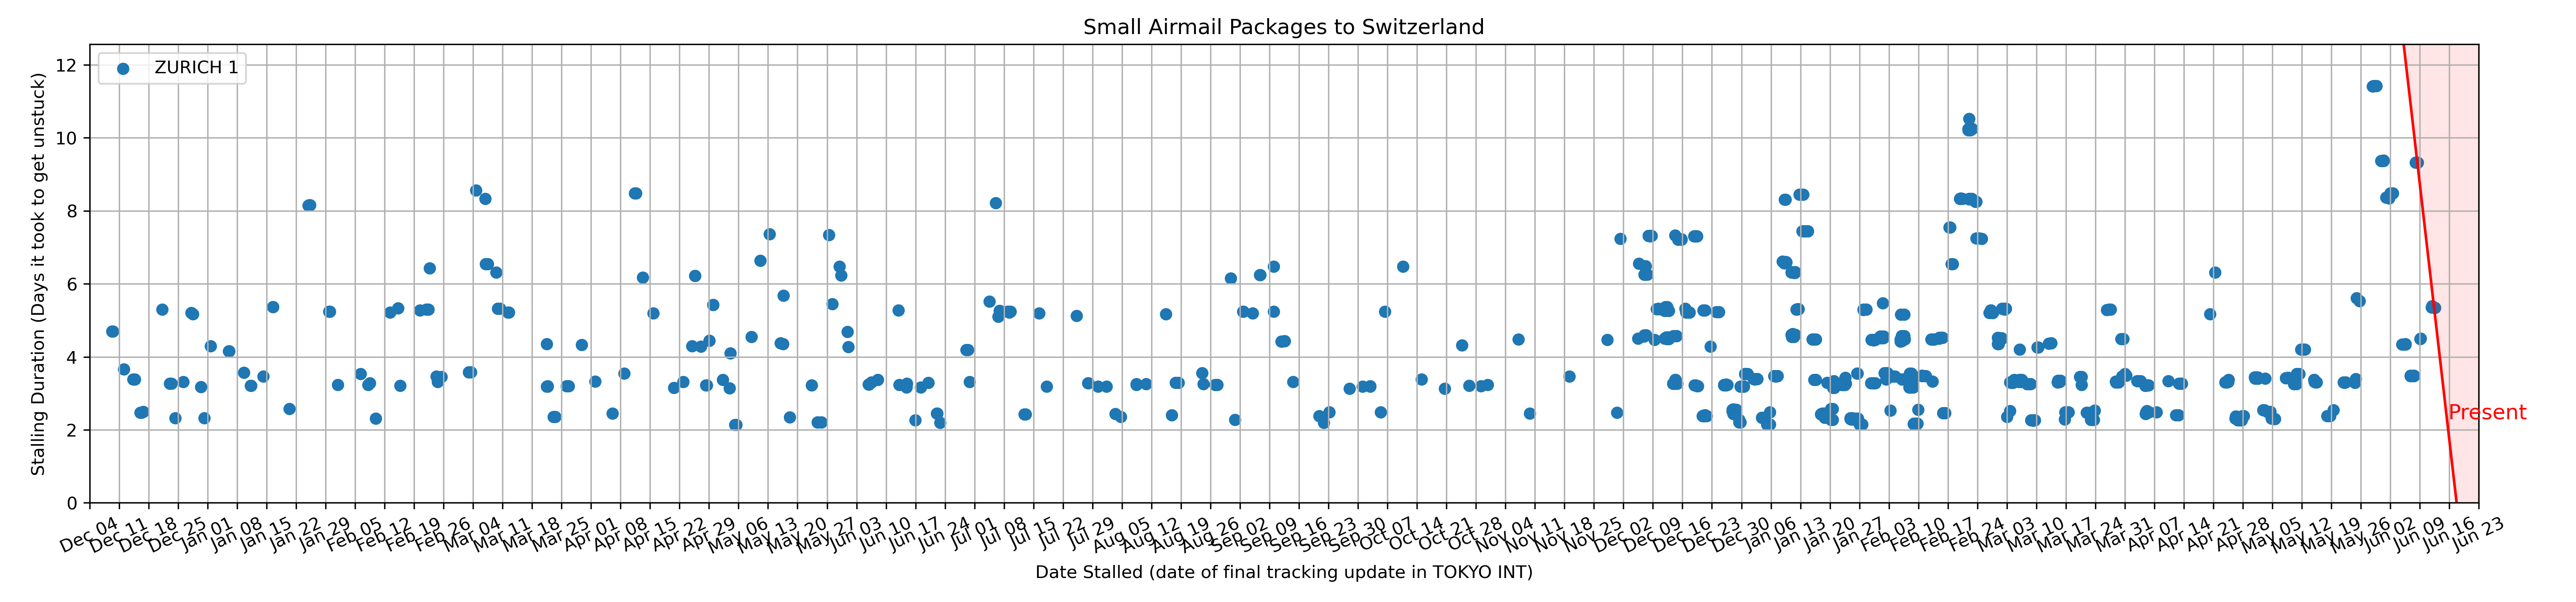 Small Airmail Packages to Switzerland
ZURICH 1
Stalling Duration (Days it took to get unstuck)
12
10
8
6
4
2
0
Present
Dec 04 Dec 11 Dec 18 Dec 25 Jan 01 Jan 08 Jan 15 Jan 22 Jan 29 Feb 05 Feb 12 Feb 19 Feb 26 Mar 04 Mar 11 Mar 18 Mar 25 Apr 01 Apr 08 Apr 15 Apr 22 Apr 29 May 06 May 13 May 20 May 27 Jun 03 Jun 10 Jun 17 Jun 24 Jul 01 Jul 08 Jul 15 Jul 22 Jul 29 Aug 05 Aug 12 Aug 19 Aug 26 Sep 02 Sep 09 Sep 16 Sep 23 Sep 30 Oct 07 Oct 14 Oct 21 Oct 28 Nov 04 Nov 11 Nov 18 Nov 25 Dec 02 Dec 09 Dec 16 Dec 23 Dec 30 Jan 06 Jan 13 Jan 20 Jan 27 Feb 03 Feb 10 Feb 17 Feb 24 Mar 03 Mar 10 Mar 17 Mar 24 Mar 31 Apr 07 Apr 14 Apr 21 Apr 28 May 05 May 12 May 19 May 26 Jun 02 Jun 09 Jun 16 Jun 23
Date Stalled (date of final tracking update in TOKYO INT)